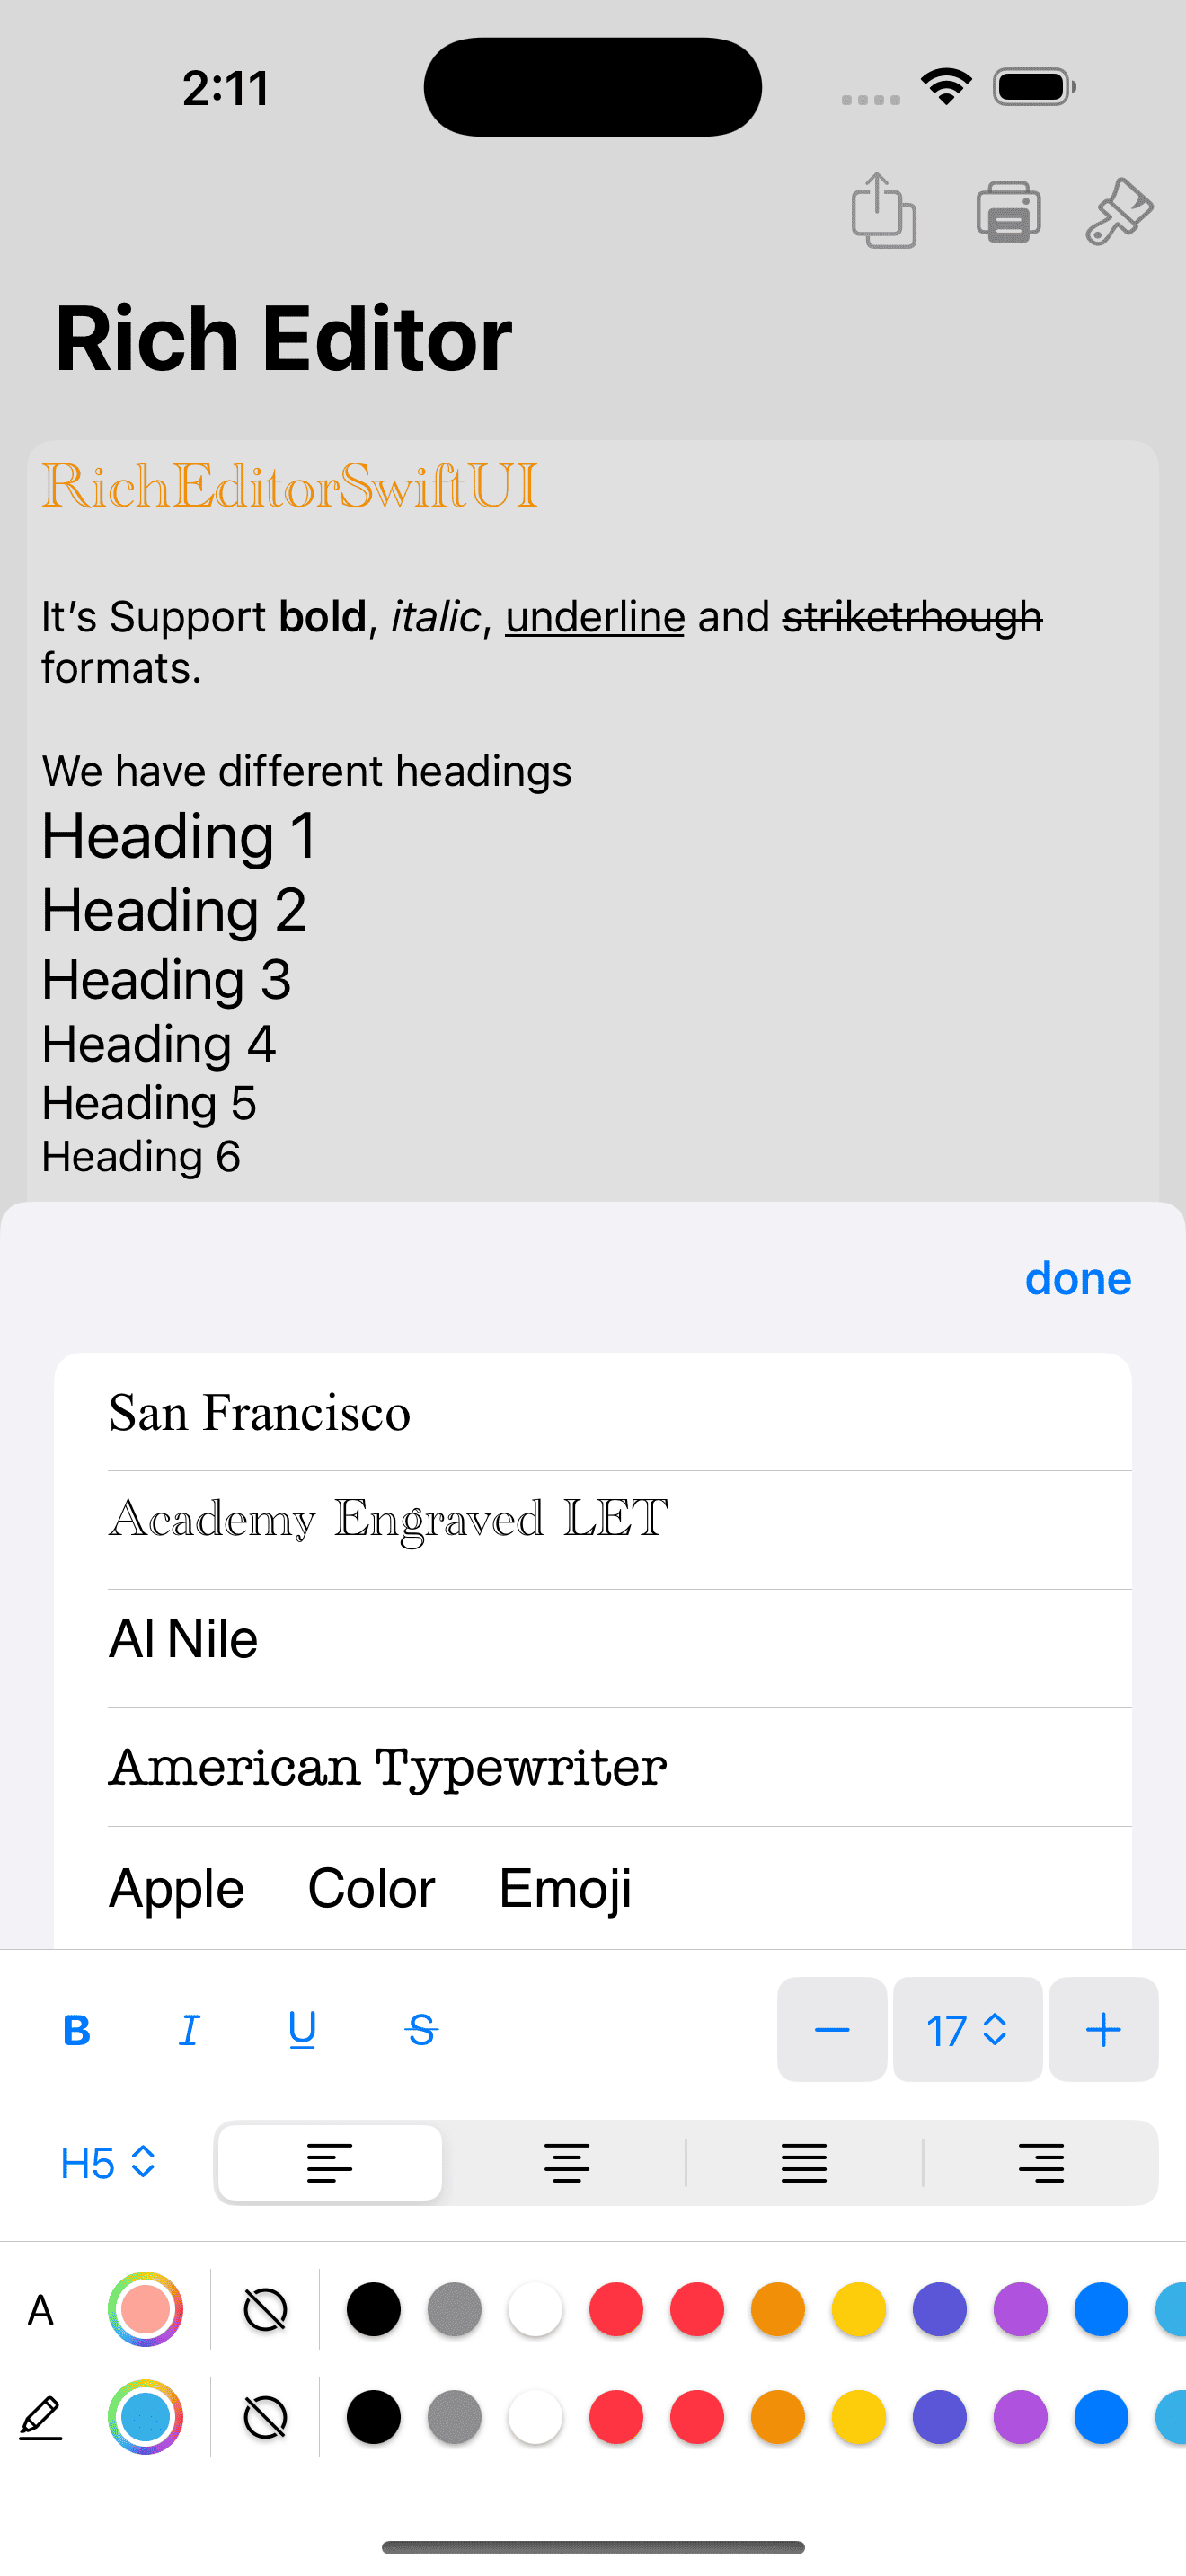 2:11
Rich Editor
RichEditorSwiftUI
It’s Support bold, italic, underline and striketrhough
formats.
We have different headings
Heading 1
Heading 2
Heading 3
Heading 4
Heading 5
Heading 6
done
San Francisco
Academy Engraved LET
Al Nile
American Typewriter
Apple Color Emoji
B I U S 17
H5
A